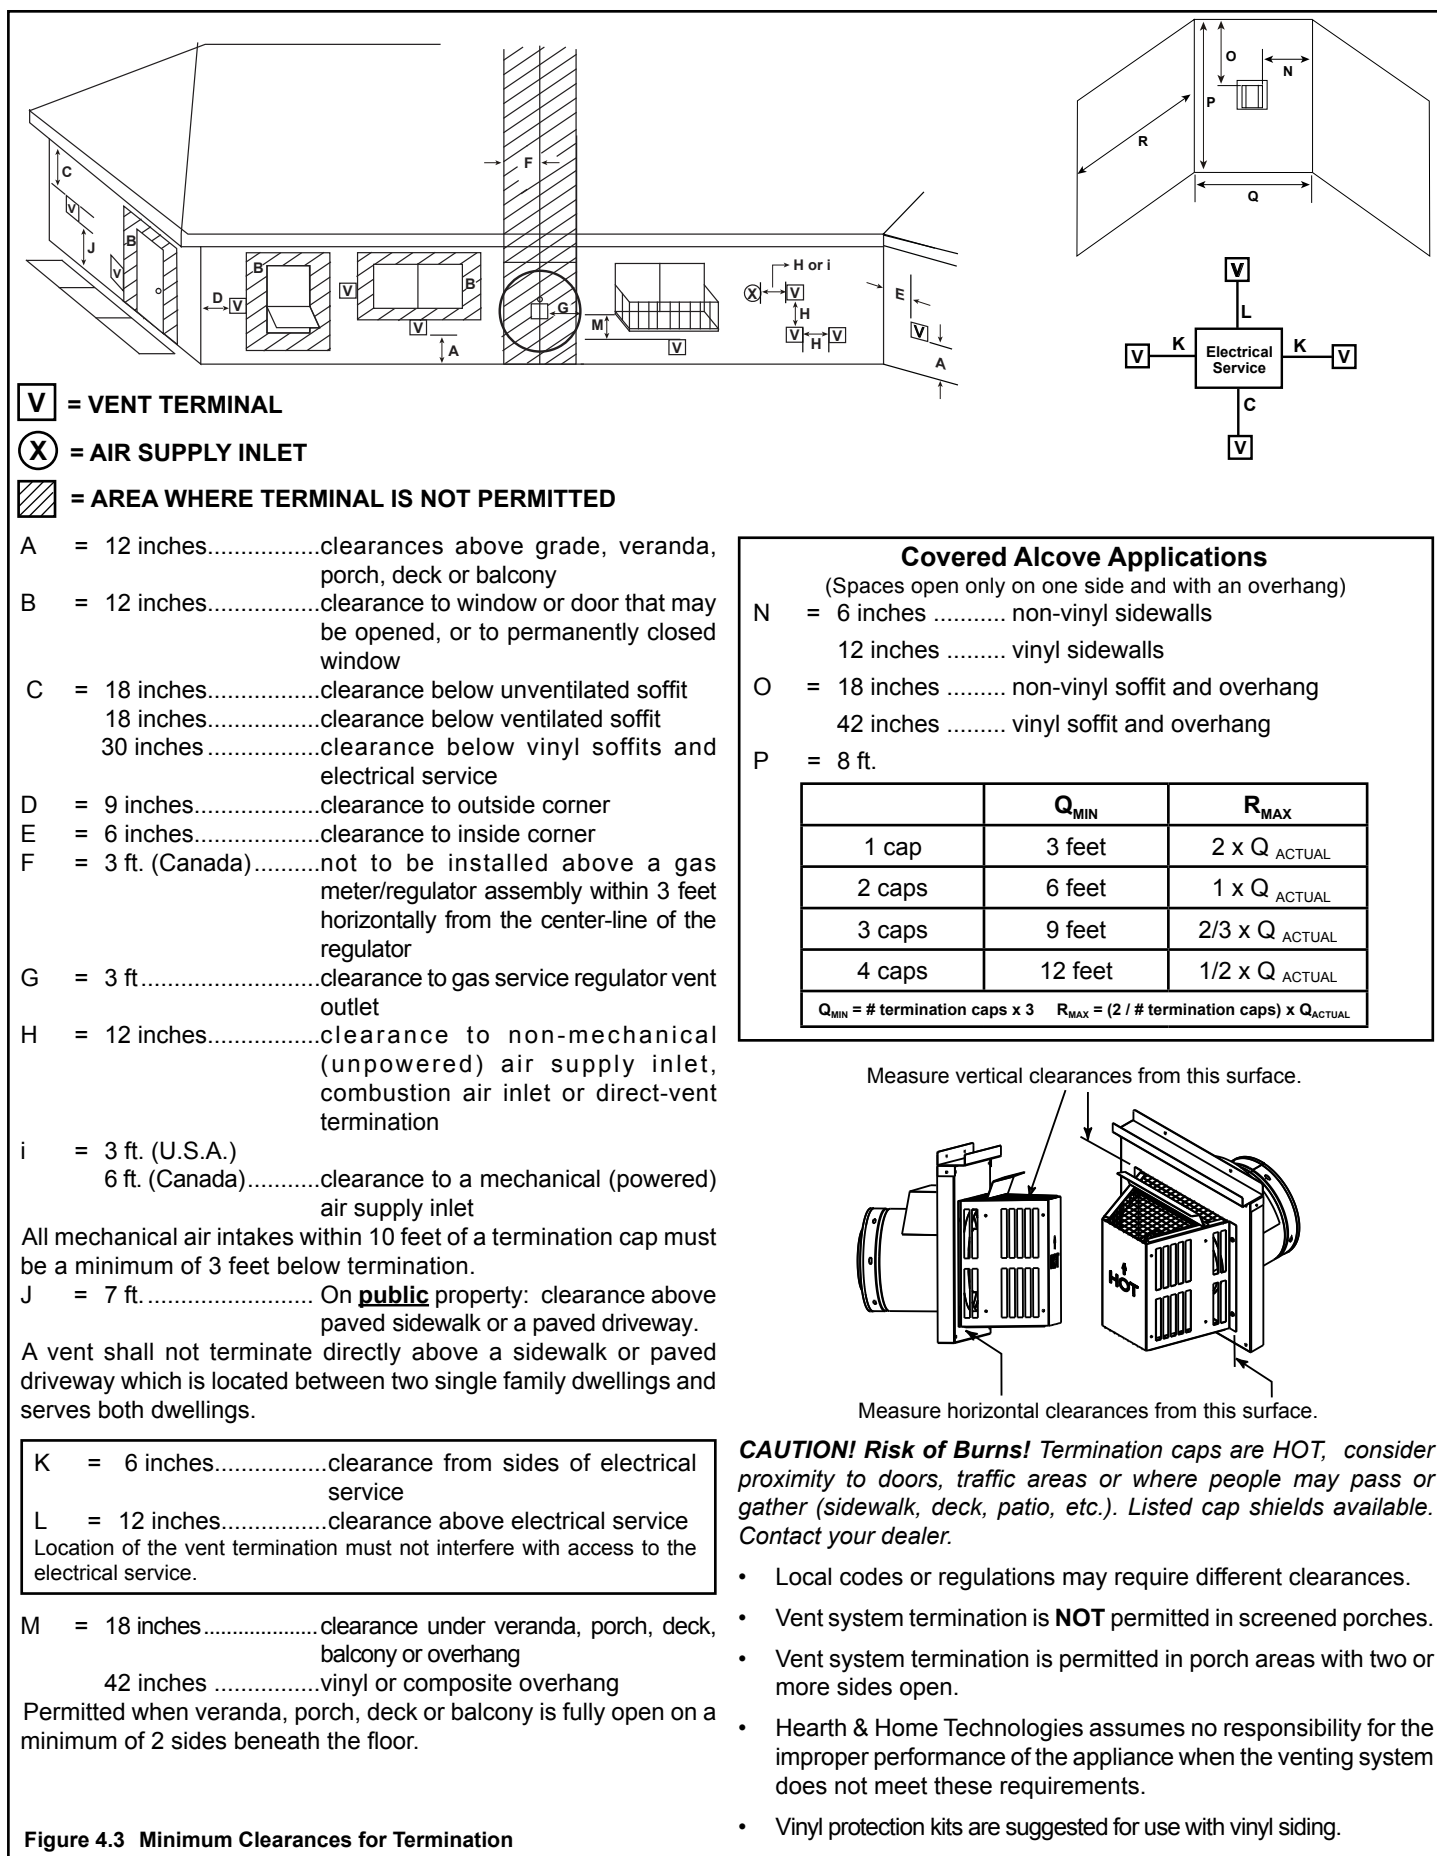 C
V
J
V
B
D
V
B
V
B
V
A
F
G
M
V
H or i
X
V
H
V
H
V
E
V
A
O
N
P
R
Q
V
L
V
K
Electrical
Service
K
V
C
V
V = VENT TERMINAL
X = AIR SUPPLY INLET
= AREA WHERE TERMINAL IS NOT PERMITTED
A = 12 inches.................clearances above grade, veranda,
porch, deck or balcony
B = 12 inches.................clearance to window or door that may
be opened, or to permanently closed
window
C = 18 inches.................clearance below unventilated soffit
18 inches.................clearance below ventilated soffit
30 inches.................clearance below vinyl soffits and
electrical service
D = 9 inches...................clearance to outside corner
E = 6 inches...................clearance to inside corner
F = 3 ft. (Canada)..........not to be installed above a gas
meter/regulator assembly within 3 feet
horizontally from the center-line of the
regulator
G = 3 ft...........................clearance to gas service regulator vent
outlet
H = 12 inches.................clearance to non-mechanical
(unpowered) air supply inlet,
combustion air inlet or direct-vent
termination
i = 3 ft. (U.S.A.)
6 ft. (Canada)...........clearance to a mechanical (powered)
air supply inlet
All mechanical air intakes within 10 feet of a termination cap must
be a minimum of 3 feet below termination.
J = 7 ft. ......................... On public property: clearance above
paved sidewalk or a paved driveway.
A vent shall not terminate directly above a sidewalk or paved
driveway which is located between two single family dwellings and
serves both dwellings.
K = 6 inches.................clearance from sides of electrical
service
L = 12 inches................clearance above electrical service
Location of the vent termination must not interfere with access to the
electrical service.
M = 18 inches.....................clearance under veranda, porch, deck,
balcony or overhang
42 inches ................vinyl or composite overhang
Permitted when veranda, porch, deck or balcony is fully open on a
minimum of 2 sides beneath the floor.
Figure 4.3 Minimum Clearances for Termination
Covered Alcove Applications
(Spaces open only on one side and with an overhang)
N = 6 inches ........... non-vinyl sidewalls
12 inches ......... vinyl sidewalls
O = 18 inches ......... non-vinyl soffit and overhang
42 inches ......... vinyl soffit and overhang
P = 8 ft.
QMIN RMAX
1 cap 3 feet 2 x Q ACTUAL
2 caps 6 feet 1 x Q ACTUAL
3 caps 9 feet 2/3 x Q ACTUAL
4 caps 12 feet 1/2 x Q ACTUAL
QMIN = # termination caps x 3 RMAX = (2 / # termination caps) x QACTUAL
Measure vertical clearances from this surface.
HOT
Measure horizontal clearances from this surface.
CAUTION! Risk of Burns! Termination caps are HOT, consider
proximity to doors, traffic areas or where people may pass or
gather (sidewalk, deck, patio, etc.). Listed cap shields available.
Contact your dealer.
• Local codes or regulations may require different clearances.
• Vent system termination is NOT permitted in screened porches.
• Vent system termination is permitted in porch areas with two or
more sides open.
• Hearth & Home Technologies assumes no responsibility for the
improper performance of the appliance when the venting system
does not meet these requirements.
• Vinyl protection kits are suggested for use with vinyl siding.